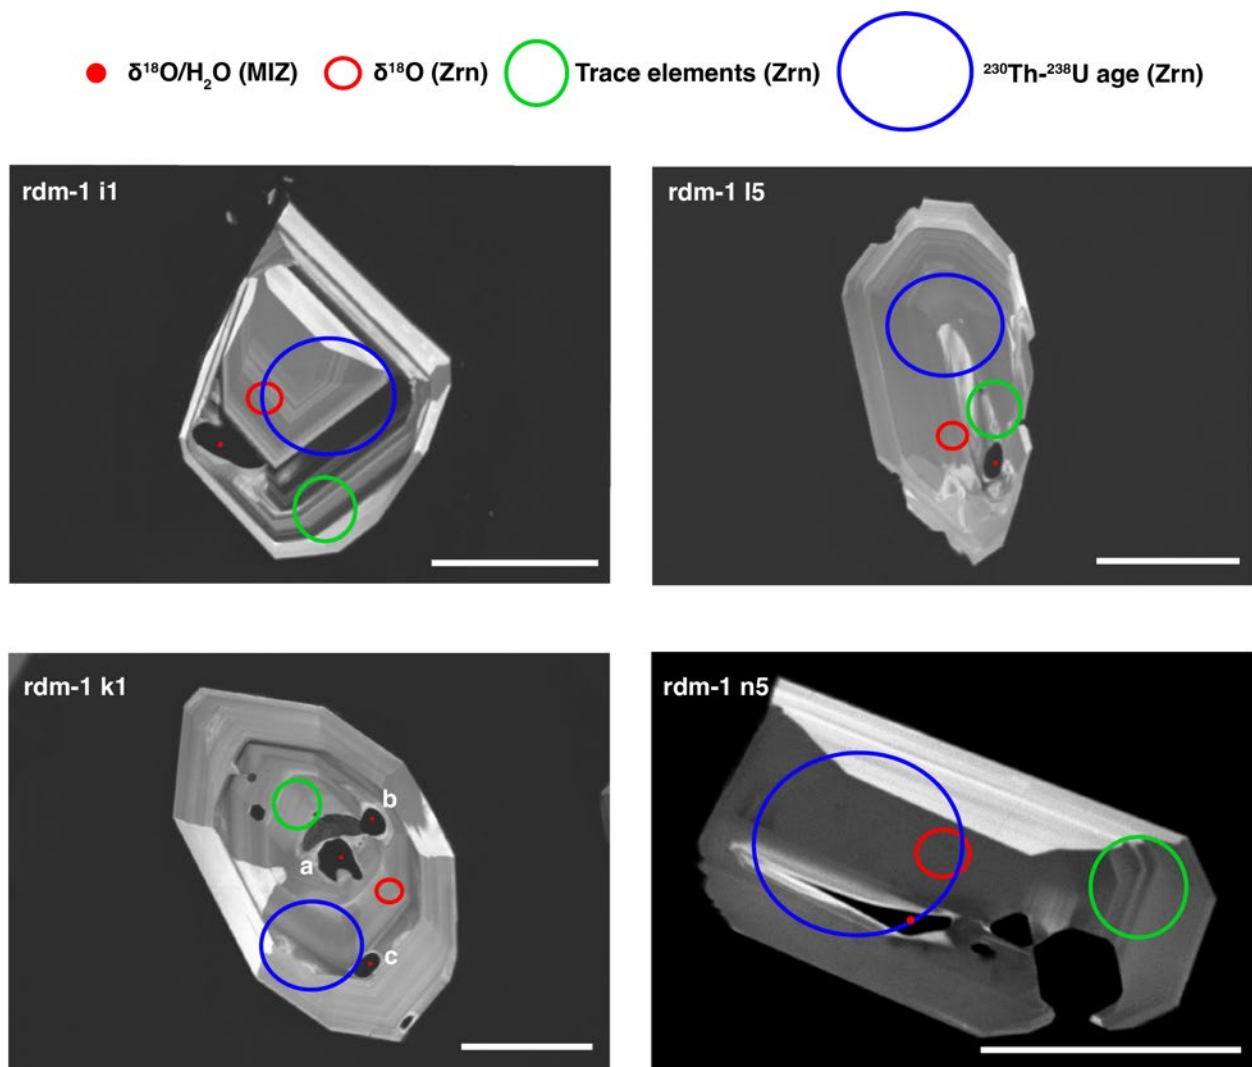 δ¹⁸O/H₂O (MIZ) δ¹⁸O (Zrn) Trace elements (Zrn) ²³⁰Th-²³⁸U age (Zrn)
rdm-1 i1
rdm-1 l5
rdm-1 k1
b
a
c
rdm-1 n5